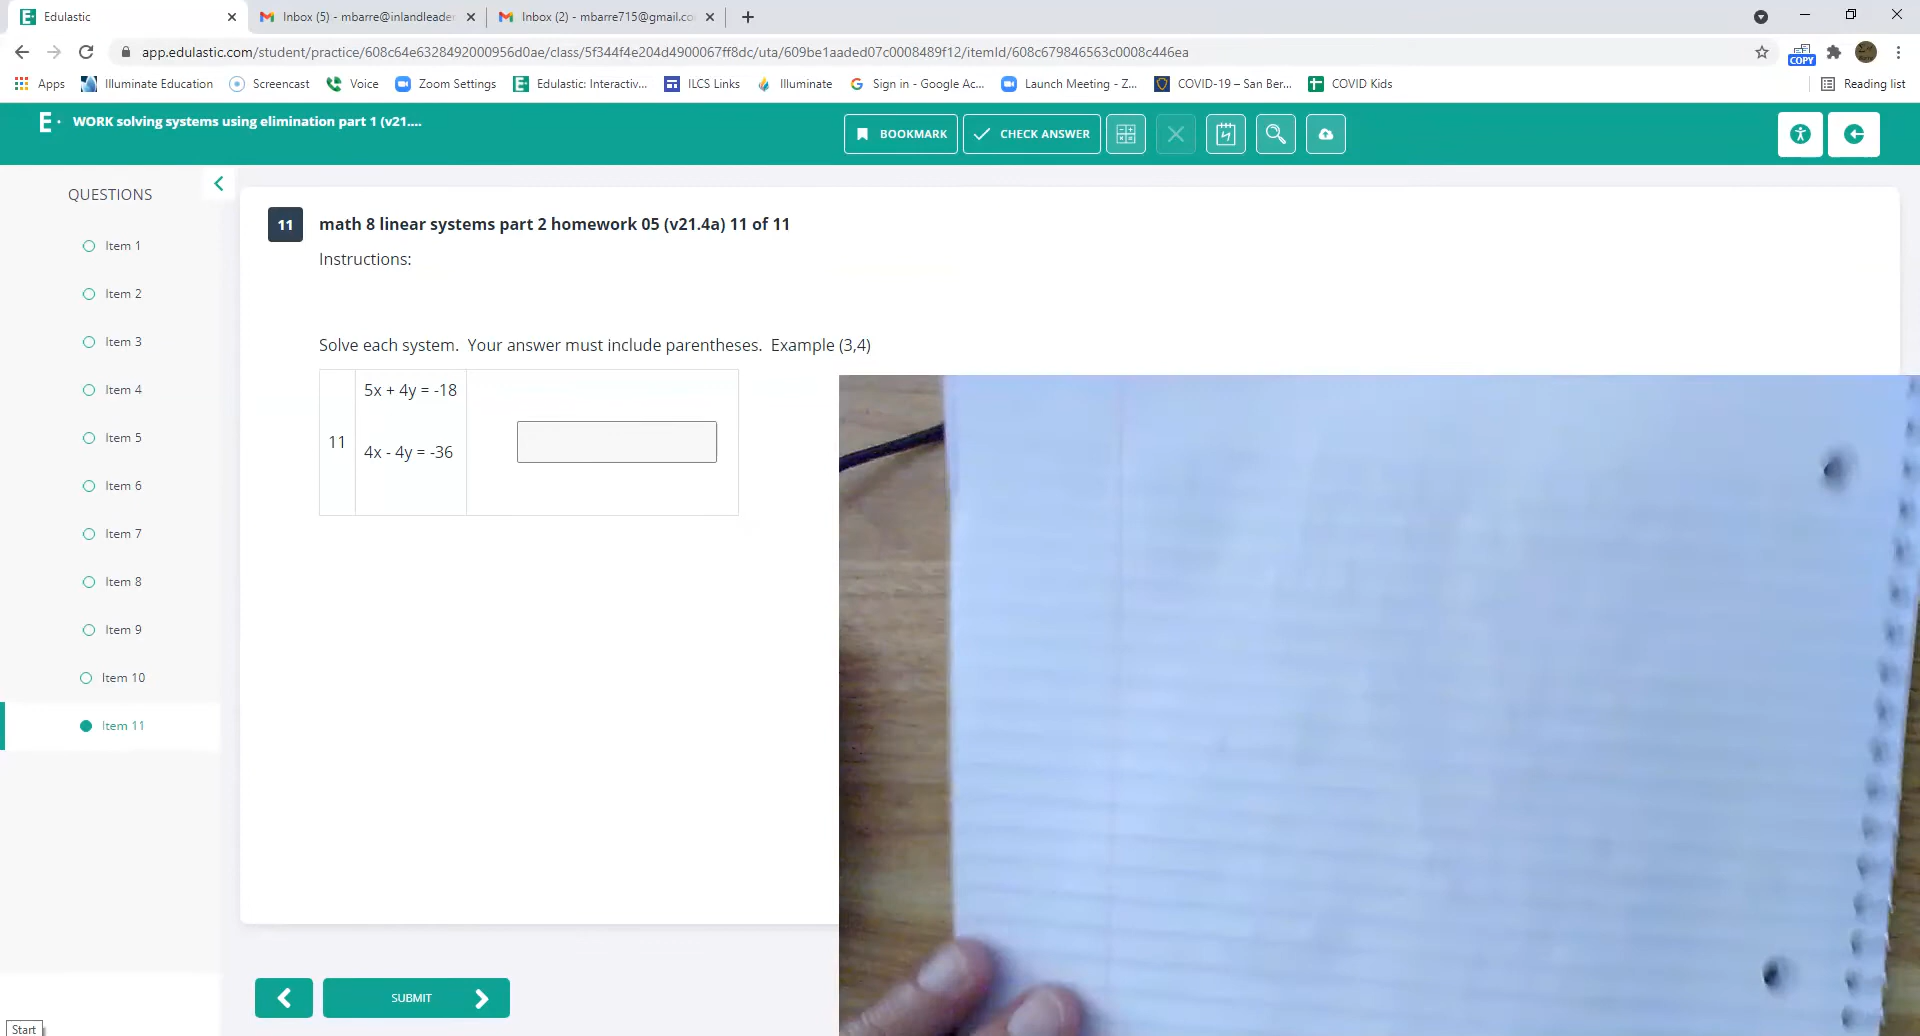 Edulastic
Inbox (5) - mbarre@inlandleader
Inbox (2) - mbarre715@gmail.co
app.edulastic.com/student/practice/608c64e6328492000956d0ae/class/5f344f4e204d4900067ff8dc/uta/609be1aaded07c0008489f12/itemId/608c679846563c0008c446ea
COPY
Apps Illuminate Education Screencast Voice Zoom Settings Edulastic: Interactiv... ILCS Links Illuminate Sign in - Google Ac... Launch Meeting - Z... COVID-19 – San Ber... COVID Kids Reading list
E WORK solving systems using elimination part 1 (v21....
BOOKMARK CHECK ANSWER
QUESTIONS
Item 1
Item 2
Item 3
Item 4
Item 5
Item 6
Item 7
Item 8
Item 9
Item 10
Item 11
11 math 8 linear systems part 2 homework 05 (v21.4a) 11 of 11
Instructions:
Solve each system. Your answer must include parentheses. Example (3,4)
5x + 4y = -18
11
4x - 4y = -36
SUBMIT
Start